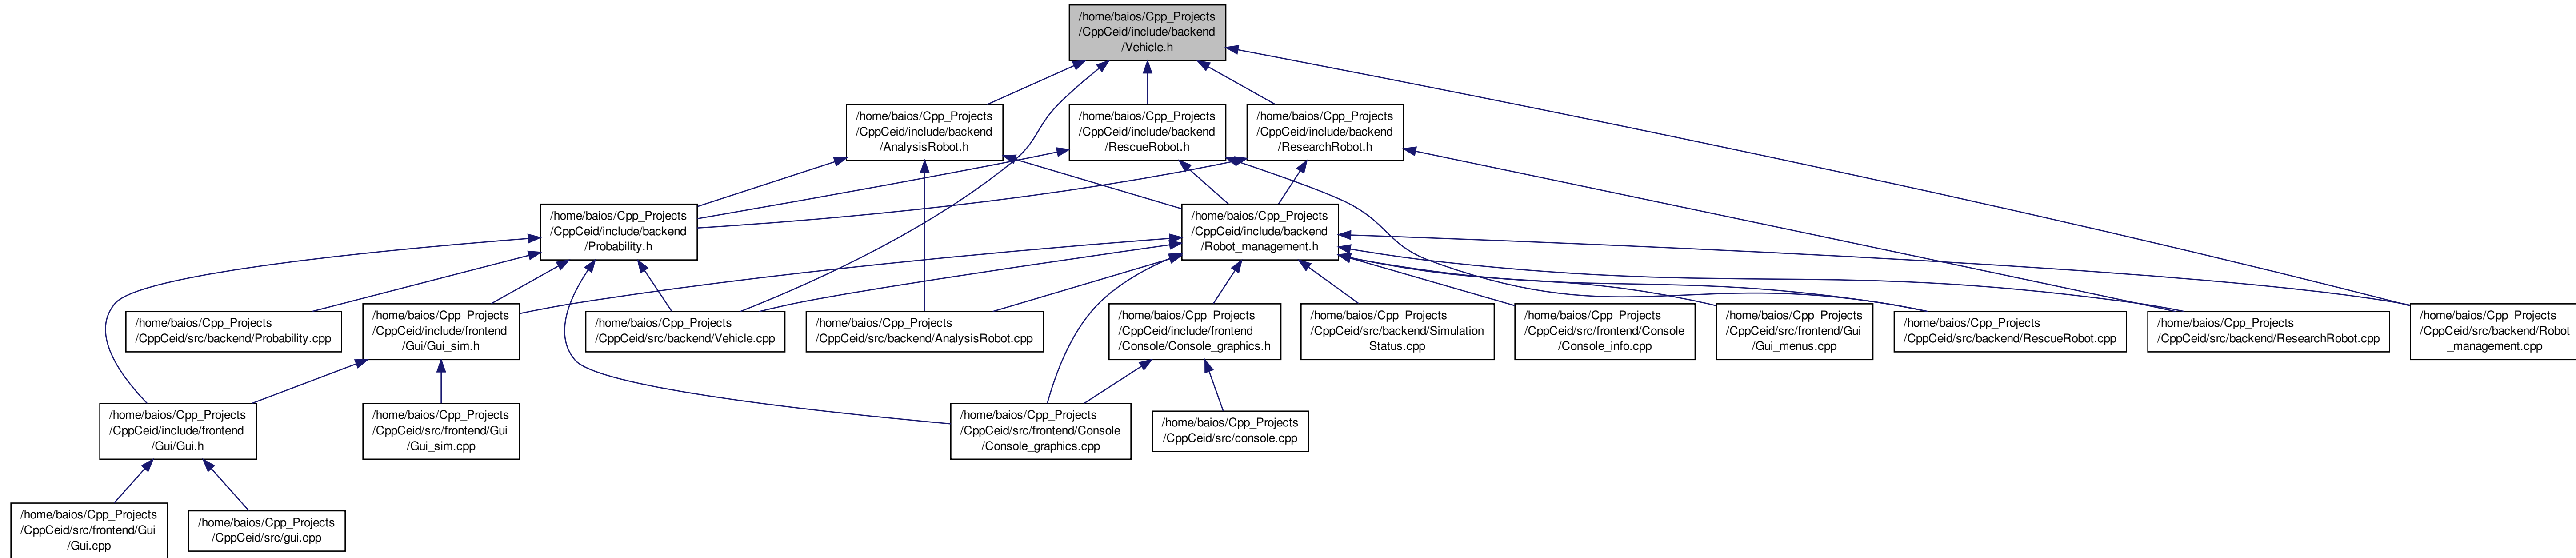 /home/baios/Cpp_Projects
/CppCeid/include/backend
/Vehicle.h
/home/baios/Cpp_Projects
/CppCeid/include/backend
/AnalysisRobot.h
/home/baios/Cpp_Projects
/CppCeid/include/backend
/RescueRobot.h
/home/baios/Cpp_Projects
/CppCeid/include/backend
/ResearchRobot.h
/home/baios/Cpp_Projects
/CppCeid/include/backend
/Probability.h
/home/baios/Cpp_Projects
/CppCeid/include/backend
/Robot_management.h
/home/baios/Cpp_Projects
/CppCeid/src/backend/Probability.cpp
/home/baios/Cpp_Projects
/CppCeid/include/frontend
/Gui/Gui_sim.h
/home/baios/Cpp_Projects
/CppCeid/src/backend/Vehicle.cpp
/home/baios/Cpp_Projects
/CppCeid/src/backend/AnalysisRobot.cpp
/home/baios/Cpp_Projects
/CppCeid/include/frontend
/Console/Console_graphics.h
/home/baios/Cpp_Projects
/CppCeid/src/backend/Simulation
Status.cpp
/home/baios/Cpp_Projects
/CppCeid/src/frontend/Console
/Console_info.cpp
/home/baios/Cpp_Projects
/CppCeid/src/frontend/Gui
/Gui_menus.cpp
/home/baios/Cpp_Projects
/CppCeid/src/backend/RescueRobot.cpp
/home/baios/Cpp_Projects
/CppCeid/src/backend/ResearchRobot.cpp
/home/baios/Cpp_Projects
/CppCeid/src/backend/Robot
_management.cpp
/home/baios/Cpp_Projects
/CppCeid/include/frontend
/Gui/Gui.h
/home/baios/Cpp_Projects
/CppCeid/src/frontend/Gui
/Gui_sim.cpp
/home/baios/Cpp_Projects
/CppCeid/src/frontend/Console
/Console_graphics.cpp
/home/baios/Cpp_Projects
/CppCeid/src/console.cpp
/home/baios/Cpp_Projects
/CppCeid/src/frontend/Gui
/Gui.cpp
/home/baios/Cpp_Projects
/CppCeid/src/gui.cpp